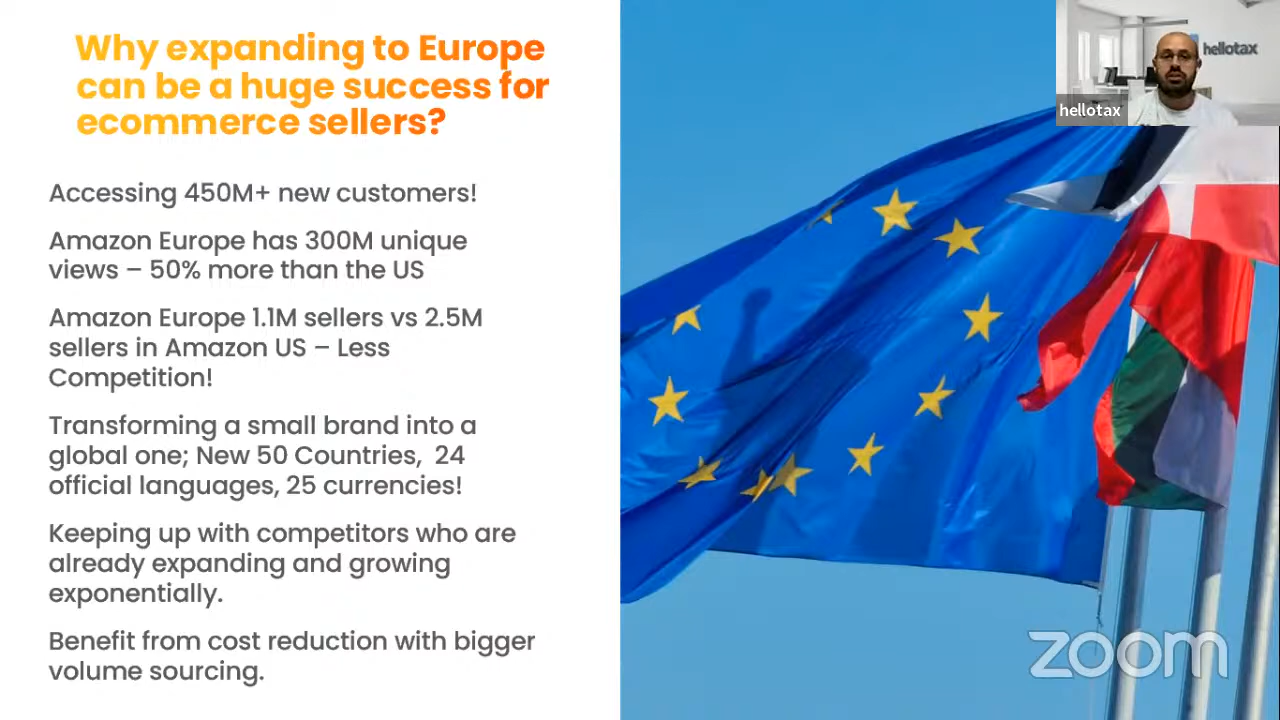 Why expanding to Europe
can be a huge success for
ecommerce sellers?
Accessing 450M+ new customers!
Amazon Europe has 300M unique
views – 50% more than the US
Amazon Europe 1.1M sellers vs 2.5M
sellers in Amazon US – Less
Competition!
Transforming a small brand into a
global one; New 50 Countries, 24
official languages, 25 currencies!
Keeping up with competitors who are
already expanding and growing
exponentially.
Benefit from cost reduction with bigger
volume sourcing.
hellotax
hellotax
zoom